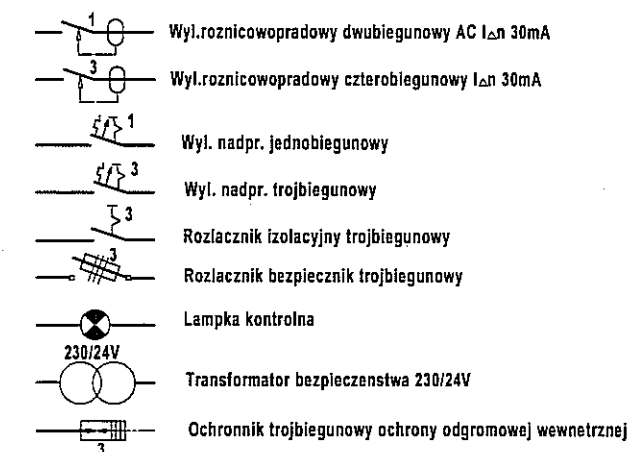 1 Wyl.roznicowopradowy dwubiegunowy AC I△n 30mA
3 Wyl.roznicowopradowy czterobiegunowy I△n 30mA
1 Wyl. nadpr. jednobiegunowy
3 Wyl. nadpr. trojbiegunowy
3 Rozlacznik izolacyjny trojbiegunowy
3 Rozlacznik bezpiecznik trojbiegunowy
Lampka kontrolna
230/24V
Transformator bezpieczenstwa 230/24V
Ochronnik trojbiegunowy ochrony odgromowej wewnetrznej
3